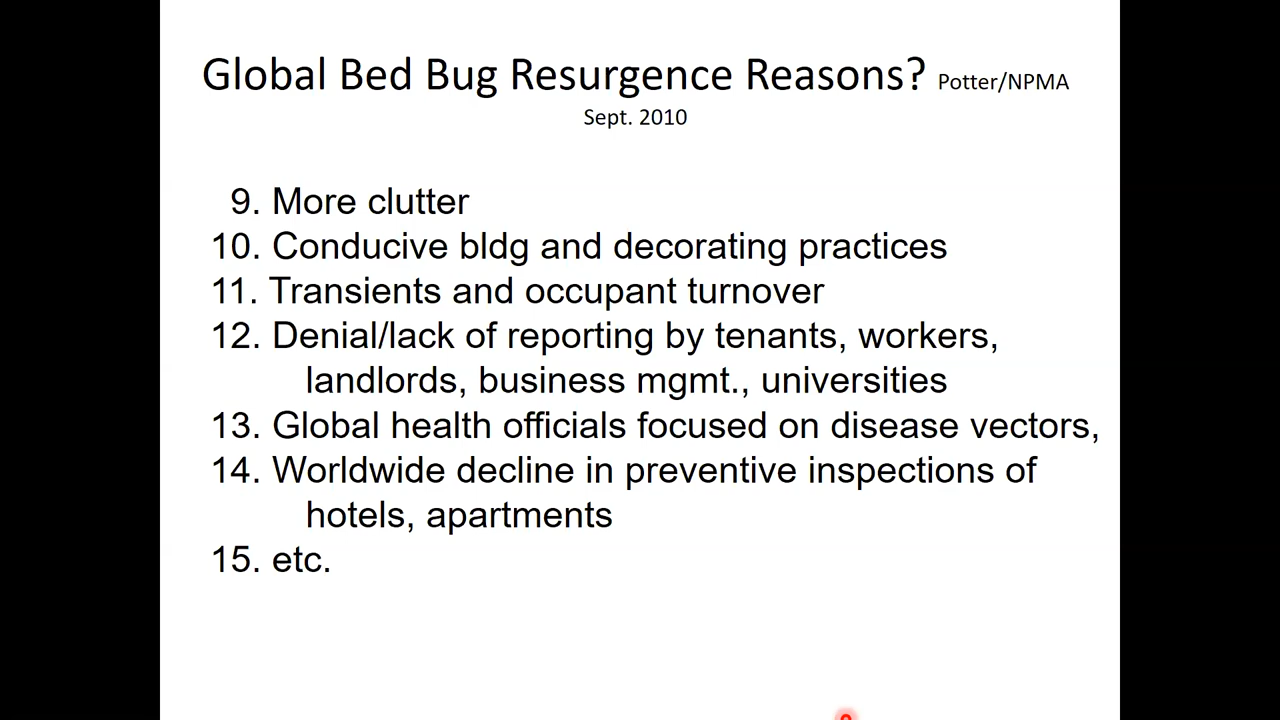 Global Bed Bug Resurgence Reasons? Potter/NPMA
Sept. 2010
9. More clutter
10. Conducive bldg and decorating practices
11. Transients and occupant turnover
12. Denial/lack of reporting by tenants, workers,
landlords, business mgmt., universities
13. Global health officials focused on disease vectors,
14. Worldwide decline in preventive inspections of
hotels, apartments
15. etc.